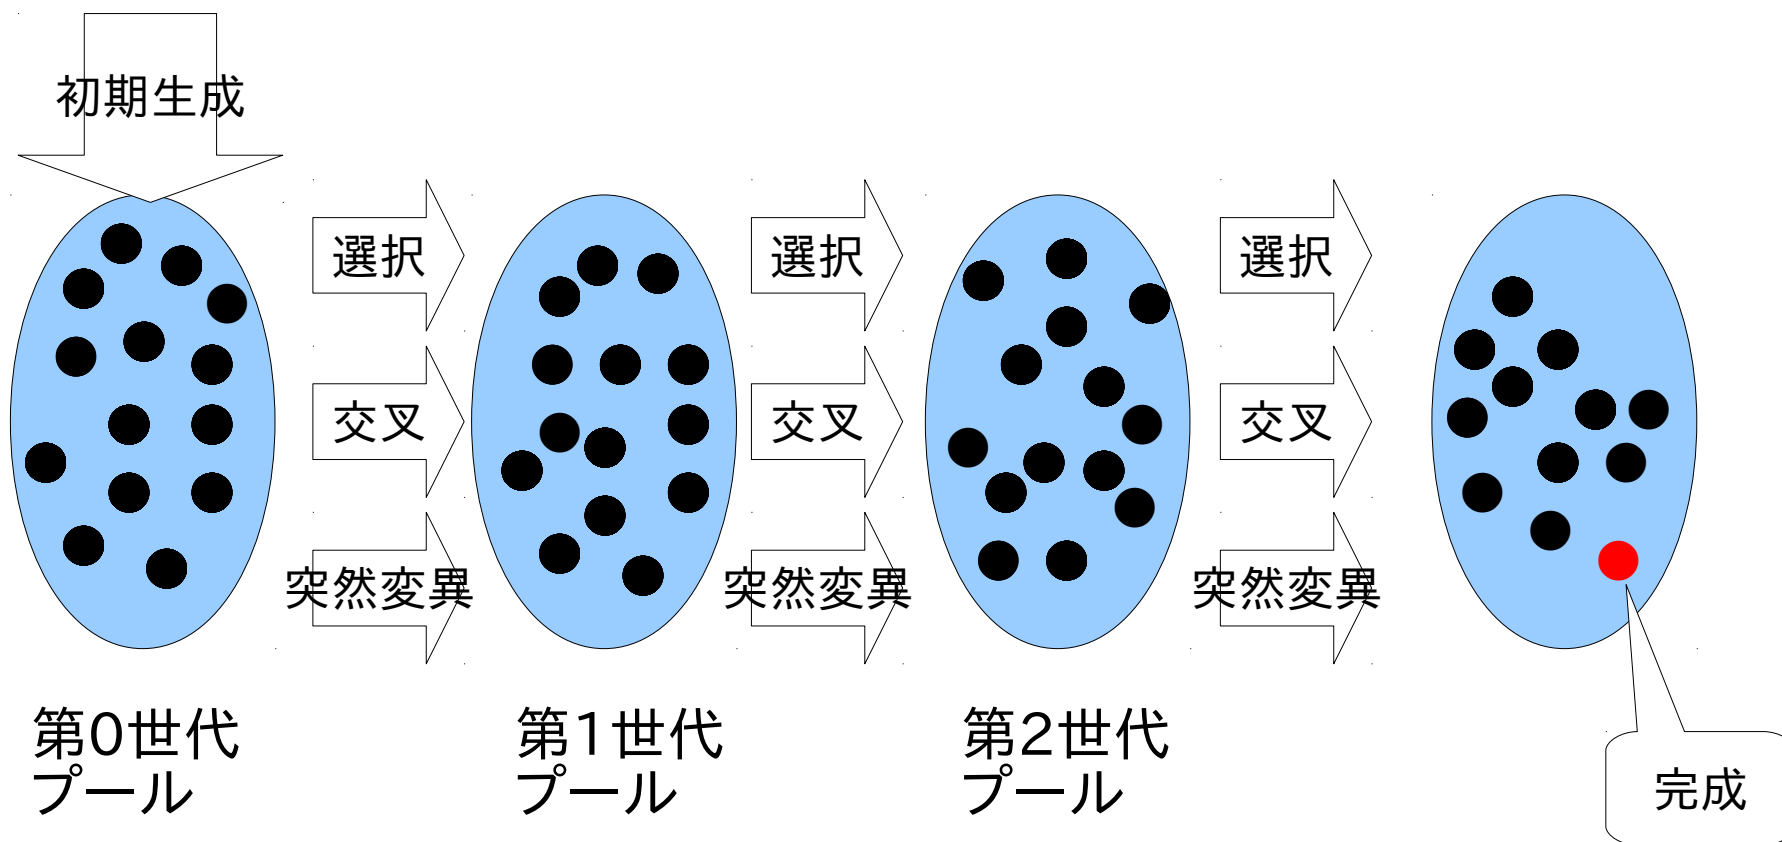 初期生成
選択
交叉
突然変異
選択
交叉
突然変異
選択
交叉
突然変異
第0世代
プール
第1世代
プール
第2世代
プール
完成